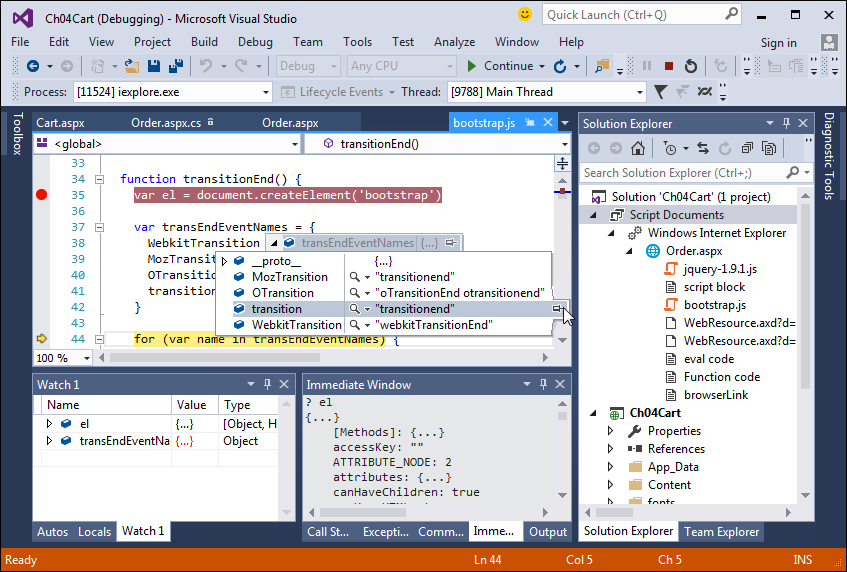 Ch04Cart (Debugging) - Microsoft Visual Studio
Quick Launch (Ctrl+Q)
File Edit View Project Build Debug Team Tools Test Analyze Window Help Sign in
Debug Any CPU Continue
Process: [11524] iexplore.exe Lifecycle Events Thread: [9788] Main Thread
Toolbox
Cart.aspx Order.aspx.cs Order.aspx bootstrap.js
<global> transitionEnd()
33
34 function transitionEnd() {
35 var el = document.createElement('bootstrap')
36
37 var transEndEventNames = {
38 WebkitTransition
39 MozTransition
40 OTransition
41 transition
42 }
43
44 for (var name in transEndEventNames) {
transEndEventNames {...}
__proto__ {...}
MozTransition "transitionend"
OTransition "oTransitionEnd otransitionend"
transition "transitionend"
WebkitTransition "webkitTransitionEnd"
100 %
Watch 1
Name Value Type
el {...} [Object, H
transEndEventNa {...} Object
Autos Locals Watch 1
Immediate Window
? el
{...}
[Methods]: {...}
accessKey: ""
ATTRIBUTE_NODE: 2
attributes: {...}
canHaveChildren: true
Call St... Excepti... Comm... Imme... Output
Solution Explorer
Search Solution Explorer (Ctrl+;)
Solution 'Ch04Cart' (1 project)
Script Documents
Windows Internet Explorer
Order.aspx
jquery-1.9.1.js
script block
bootstrap.js
WebResource.axd?d=
WebResource.axd?d=
eval code
Function code
browserLink
Ch04Cart
Properties
References
App_Data
Content
fonts
Solution Explorer Team Explorer
Diagnostic Tools
Ready Ln 44 Col 5 Ch 5 INS